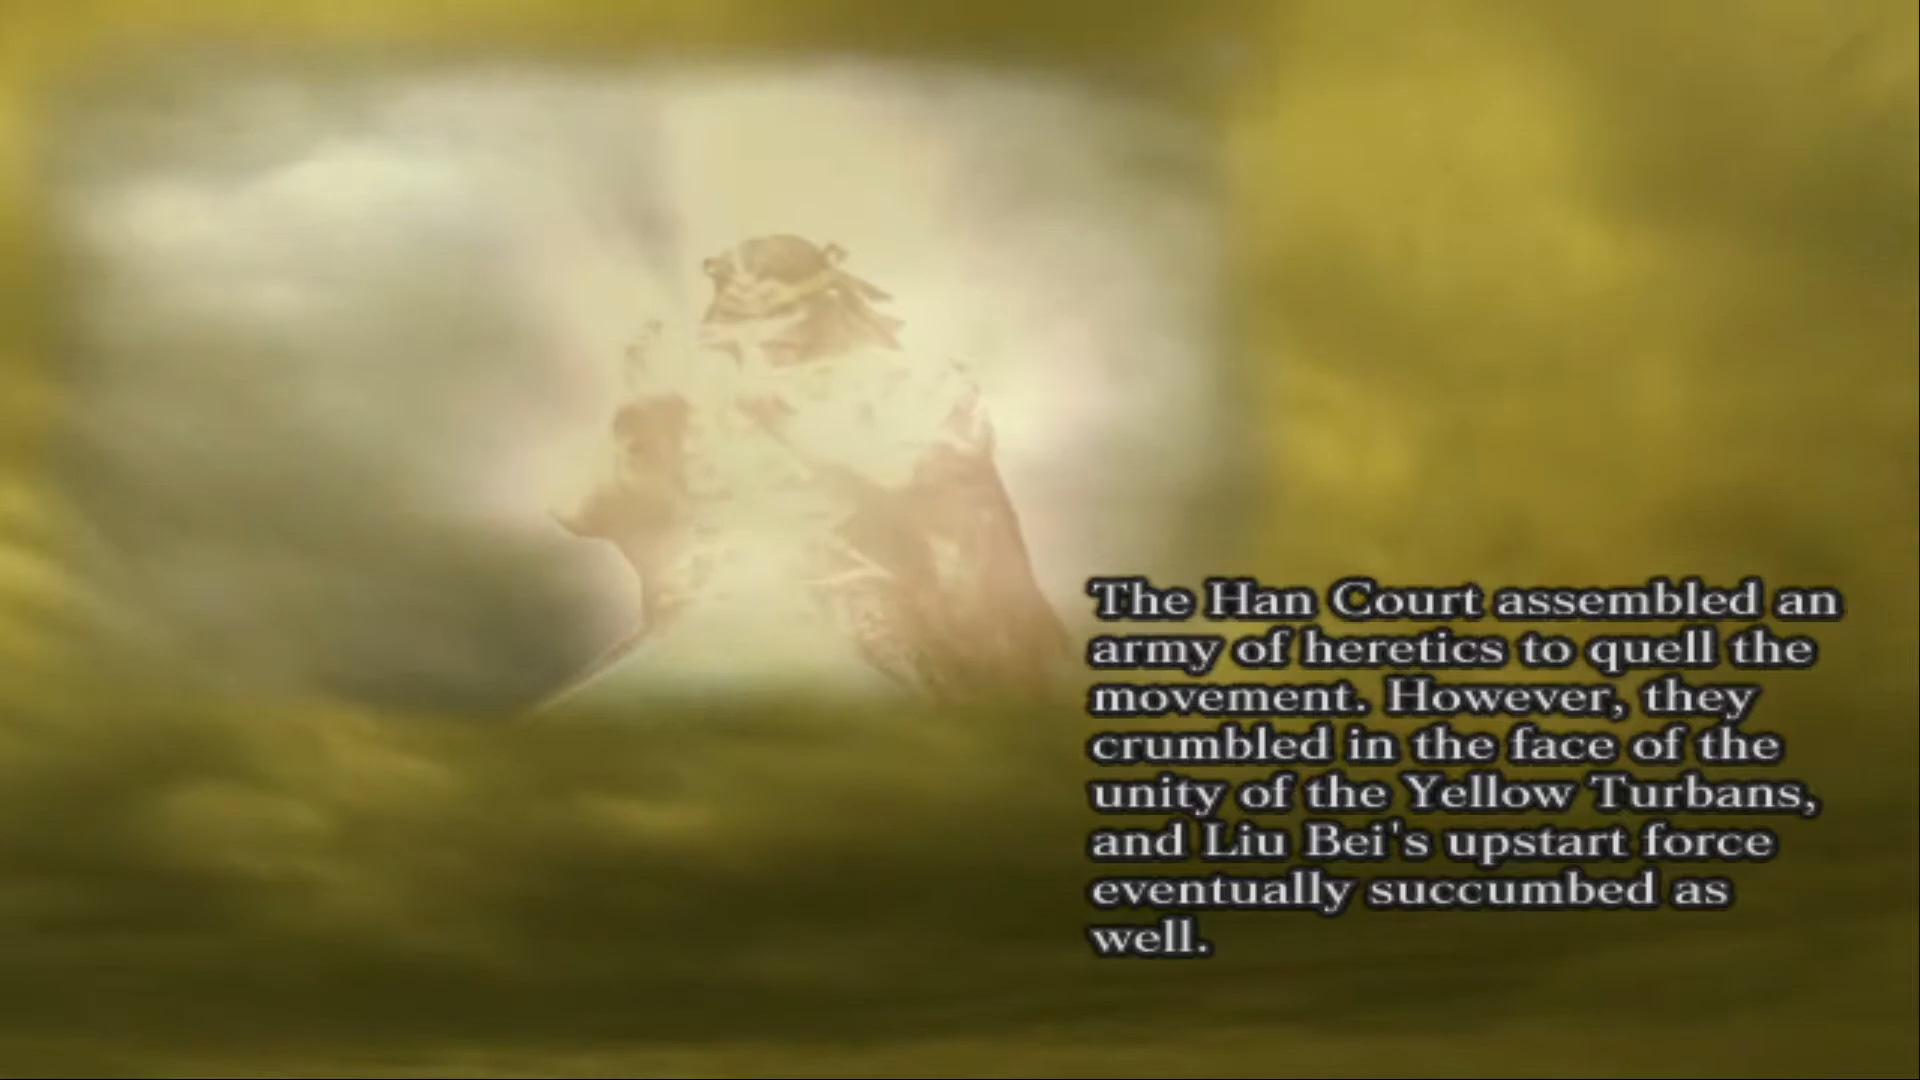 The Han Court assembled an
army of heretics to quell the
movement. However, they
crumbled in the face of the
unity of the Yellow Turbans,
and Liu Bei's upstart force
eventually succumbed as
well.